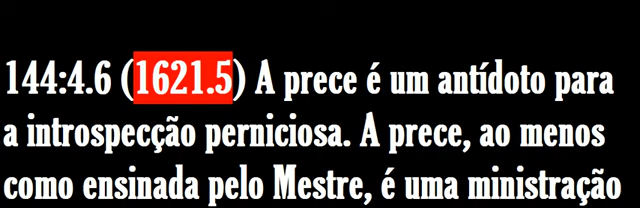 144:4.6 (1621.5) A prece é um antídoto para
a introspecção perniciosa. A prece, ao menos
como ensinada pelo Mestre, é uma ministração